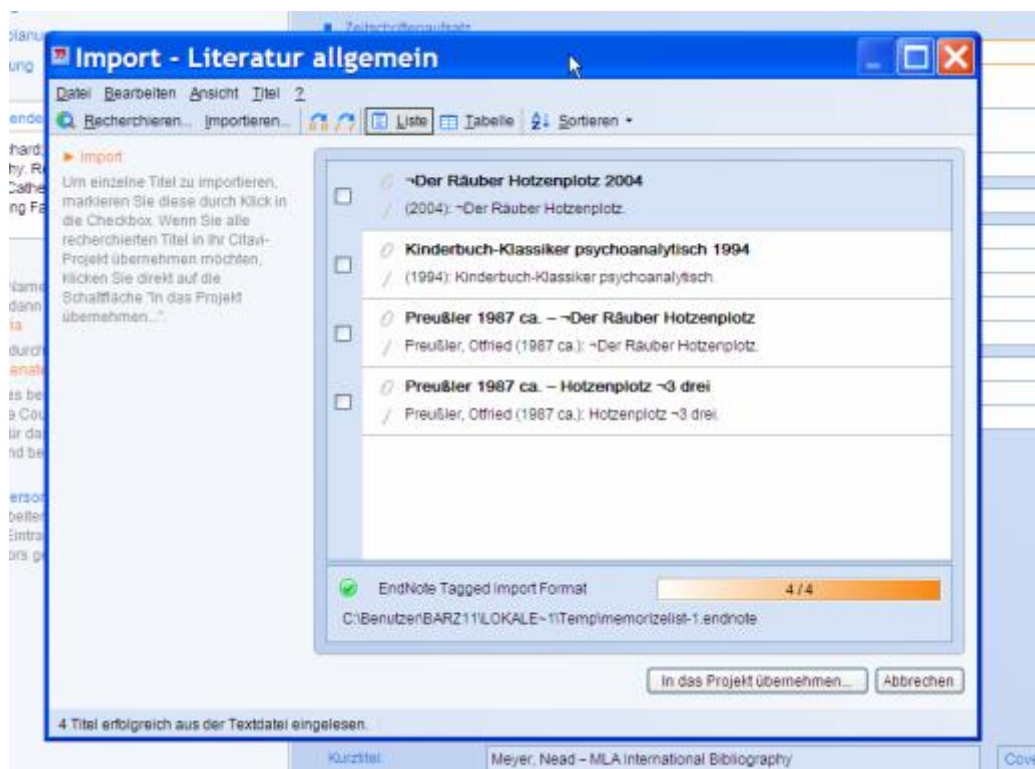 Zeitschriftenaufsatz
Import - Literatur allgemein
Datei Bearbeiten Ansicht Titel ?
Recherchieren... Importieren... Liste Tabelle Sortieren
Import
Um einzelne Titel zu importieren,
markieren Sie diese durch Klick in
die Checkbox. Wenn Sie alle
recherchierten Titel in Ihr Citavi-
Projekt übernehmen möchten,
klicken Sie direkt auf die
Schaltfläche "In das Projekt
übernehmen...".
¬Der Räuber Hotzenplotz 2004
(2004): ¬Der Räuber Hotzenplotz.
Kinderbuch-Klassiker psychoanalytisch 1994
(1994): Kinderbuch-Klassiker psychoanalytisch.
Preußler 1987 ca. – ¬Der Räuber Hotzenplotz
Preußler, Otfried (1987 ca.): ¬Der Räuber Hotzenplotz.
Preußler 1987 ca. – Hotzenplotz ¬3 drei
Preußler, Otfried (1987 ca.): Hotzenplotz ¬3 drei.
EndNote Tagged Import Format 4 / 4
C:\Benutzer\BARZ11\LOKALE~1\Temp\memorizelist-1.endnote
In das Projekt übernehmen... Abbrechen
4 Titel erfolgreich aus der Textdatei eingelesen.
Kurztitel: Meyer, Nead – MLA International Bibliography